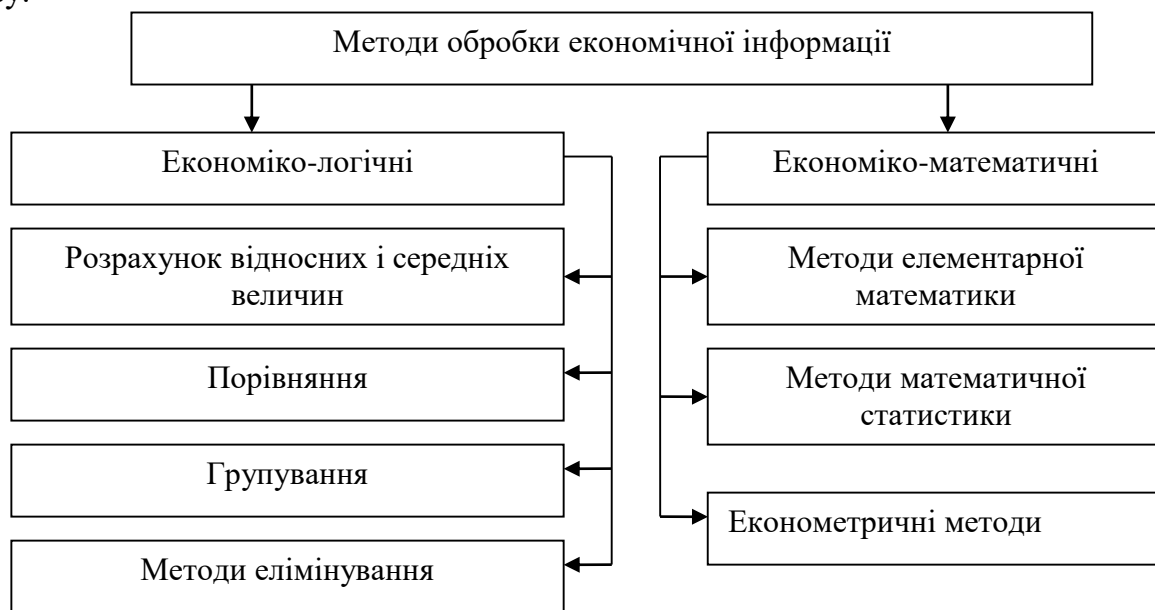 Методи обробки економічної інформації
Економіко-логічні
Розрахунок відносних і середніх
величин
Порівняння
Групування
Методи елімінування
Економіко-математичні
Методи елементарної
математики
Методи математичної
статистики
Економетричні методи